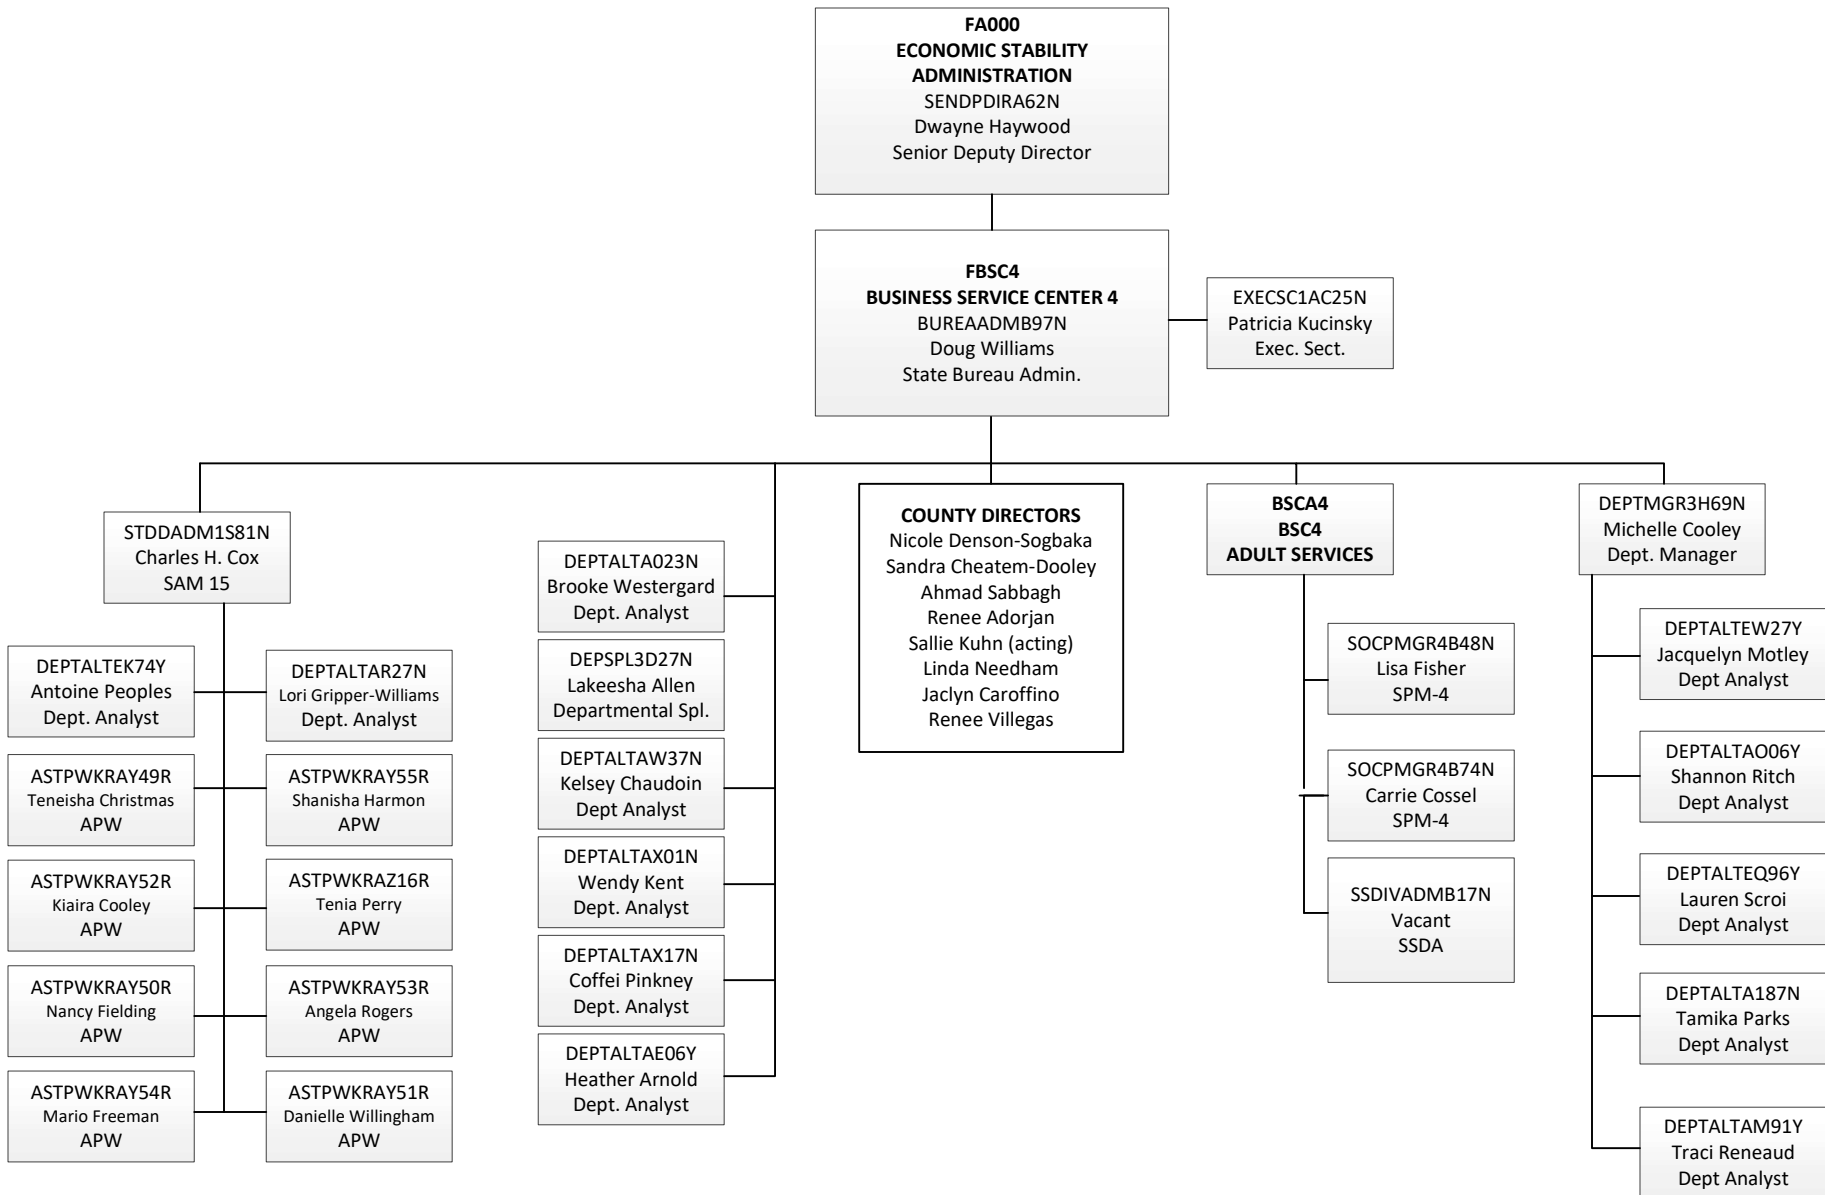 FA000
ECONOMIC STABILITY
ADMINISTRATION
SENDPDIRA62N
Dwayne Haywood
Senior Deputy Director
FBSC4
BUSINESS SERVICE CENTER 4
BUREAADMB97N
Doug Williams
State Bureau Admin.
EXECSC1AC25N
Patricia Kucinsky
Exec. Sect.
STDDADM1S81N
Charles H. Cox
SAM 15
DEPTALTEK74Y
Antoine Peoples
Dept. Analyst
DEPTALTAR27N
Lori Gripper-Williams
Dept. Analyst
ASTPWKRAY49R
Teneisha Christmas
APW
ASTPWKRAY55R
Shanisha Harmon
APW
ASTPWKRAY52R
Kiaira Cooley
APW
ASTPWKRAZ16R
Tenia Perry
APW
ASTPWKRAY50R
Nancy Fielding
APW
ASTPWKRAY53R
Angela Rogers
APW
ASTPWKRAY54R
Mario Freeman
APW
ASTPWKRAY51R
Danielle Willingham
APW
DEPTALTA023N
Brooke Westergard
Dept. Analyst
DEPSPL3D27N
Lakeesha Allen
Departmental Spl.
DEPTALTAW37N
Kelsey Chaudoin
Dept Analyst
DEPTALTAX01N
Wendy Kent
Dept. Analyst
DEPTALTAX17N
Coffei Pinkney
Dept. Analyst
DEPTALTAE06Y
Heather Arnold
Dept. Analyst
COUNTY DIRECTORS
Nicole Denson-Sogbaka
Sandra Cheatem-Dooley
Ahmad Sabbagh
Renee Adorjan
Sallie Kuhn (acting)
Linda Needham
Jaclyn Caroffino
Renee Villegas
BSCA4
BSC4
ADULT SERVICES
SOCPMGR4B48N
Lisa Fisher
SPM-4
SOCPMGR4B74N
Carrie Cossel
SPM-4
SSDIVADMB17N
Vacant
SSDA
DEPTMGR3H69N
Michelle Cooley
Dept. Manager
DEPTALTEW27Y
Jacquelyn Motley
Dept Analyst
DEPTALTAO06Y
Shannon Ritch
Dept Analyst
DEPTALTEQ96Y
Lauren Scroi
Dept Analyst
DEPTALTA187N
Tamika Parks
Dept Analyst
DEPTALTAM91Y
Traci Reneaud
Dept Analyst